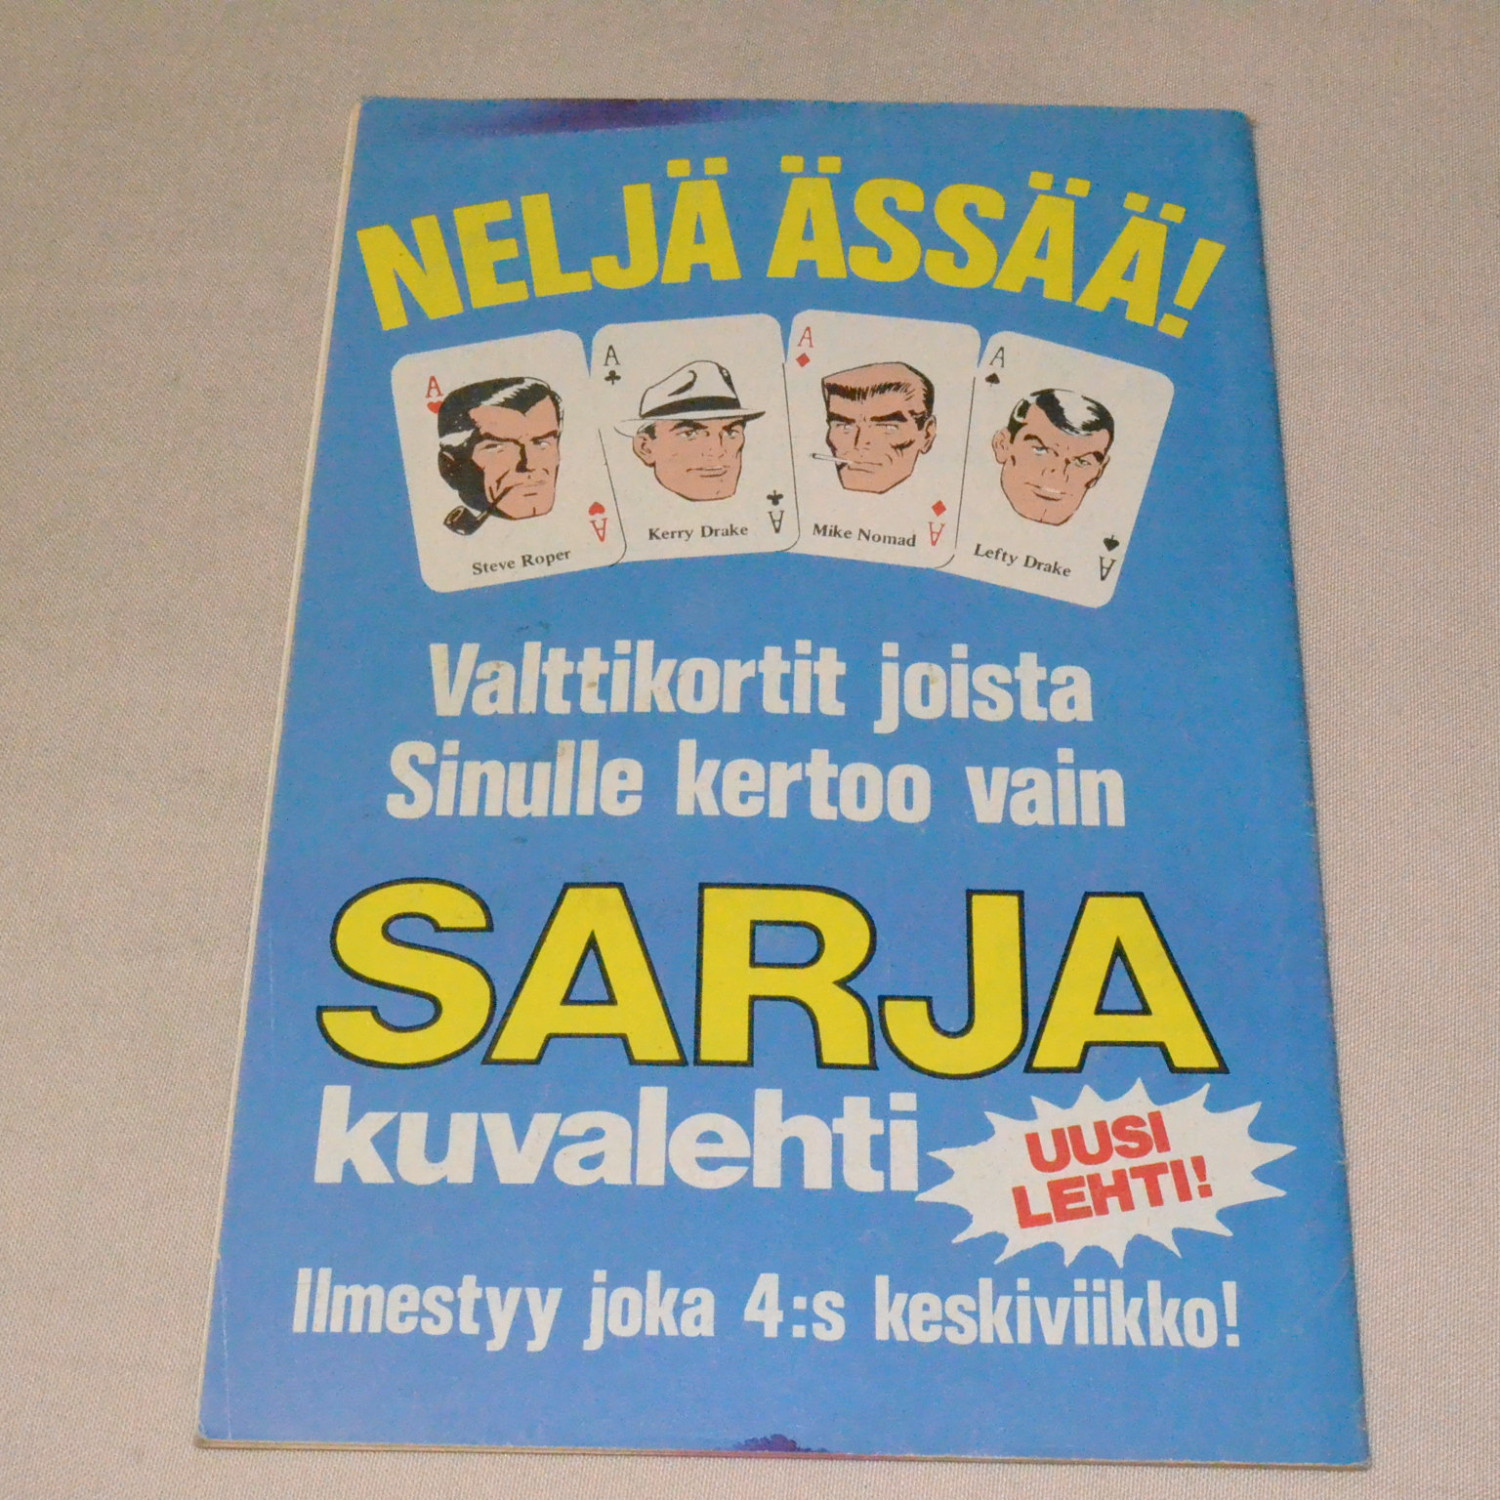 NELJÄ ÄSSÄÄ!
A
A
A
A
Steve Roper
A
Kerry Drake
A
Mike Nomad
A
Lefty Drake
A
Valttikortit joista
Sinulle kertoo vain
SARJA
kuvalehti
UUSI
LEHTI!
Ilmestyy joka 4:s keskiviikko!